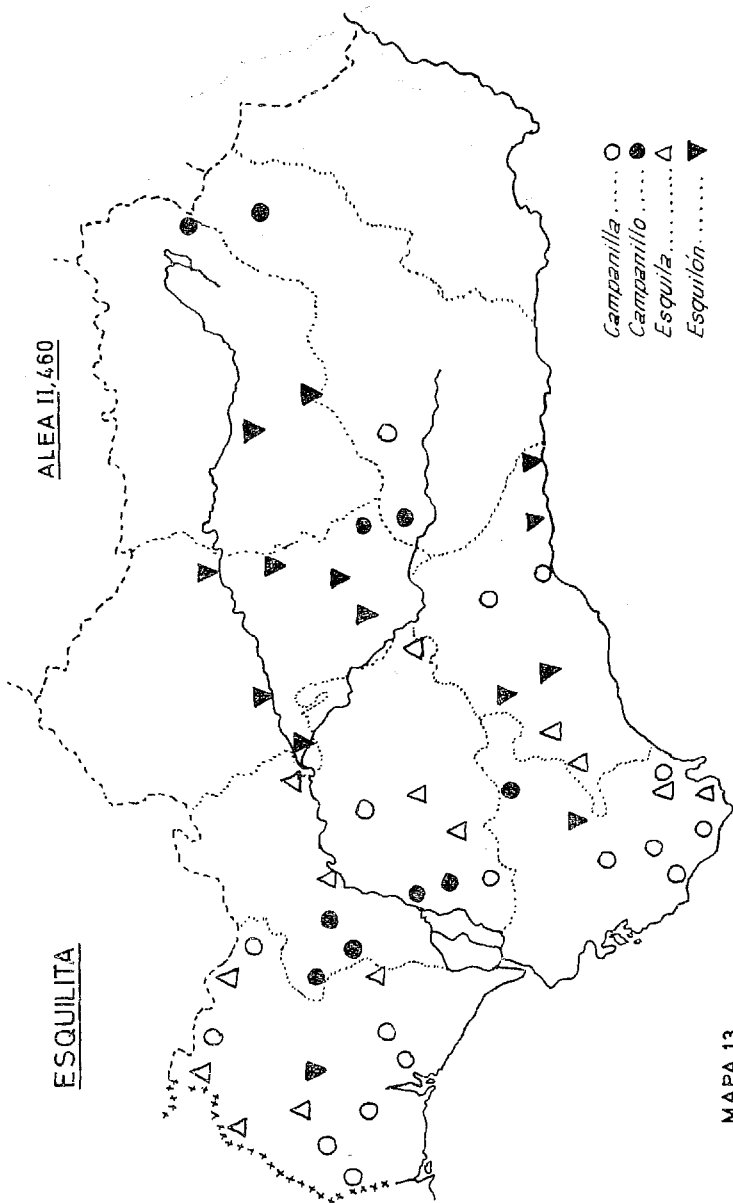 ESQUILITA
ALEA II, 460
Campanilla.....
Campanillo.....
Esquila.........
Esquilón........
MAPA 13